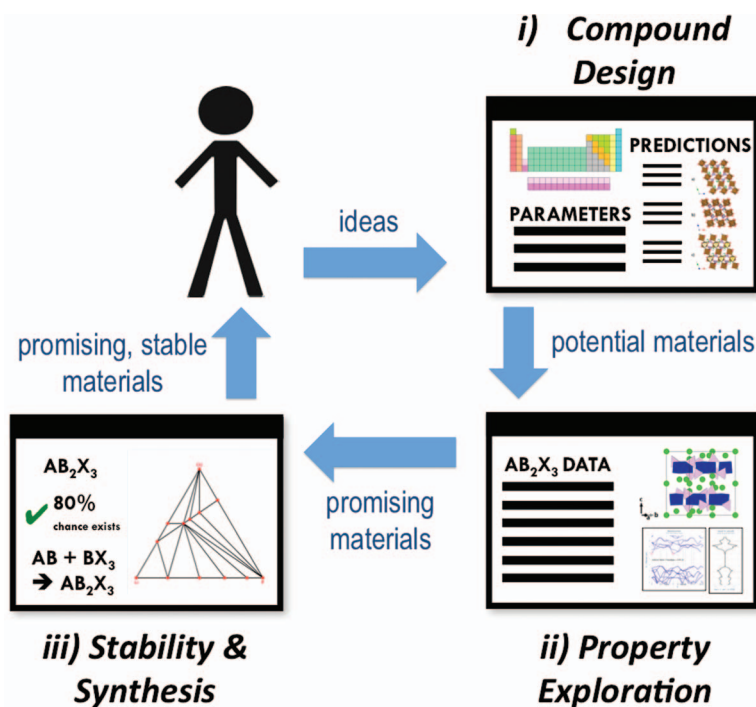 i) Compound
Design
PREDICTIONS
PARAMETERS
ideas
potential materials
promising, stable
materials
AB₂X₃
80%
chance exists
AB + BX₃
➔ AB₂X₃
promising
materials
AB₂X₃ DATA
iii) Stability &
Synthesis
ii) Property
Exploration